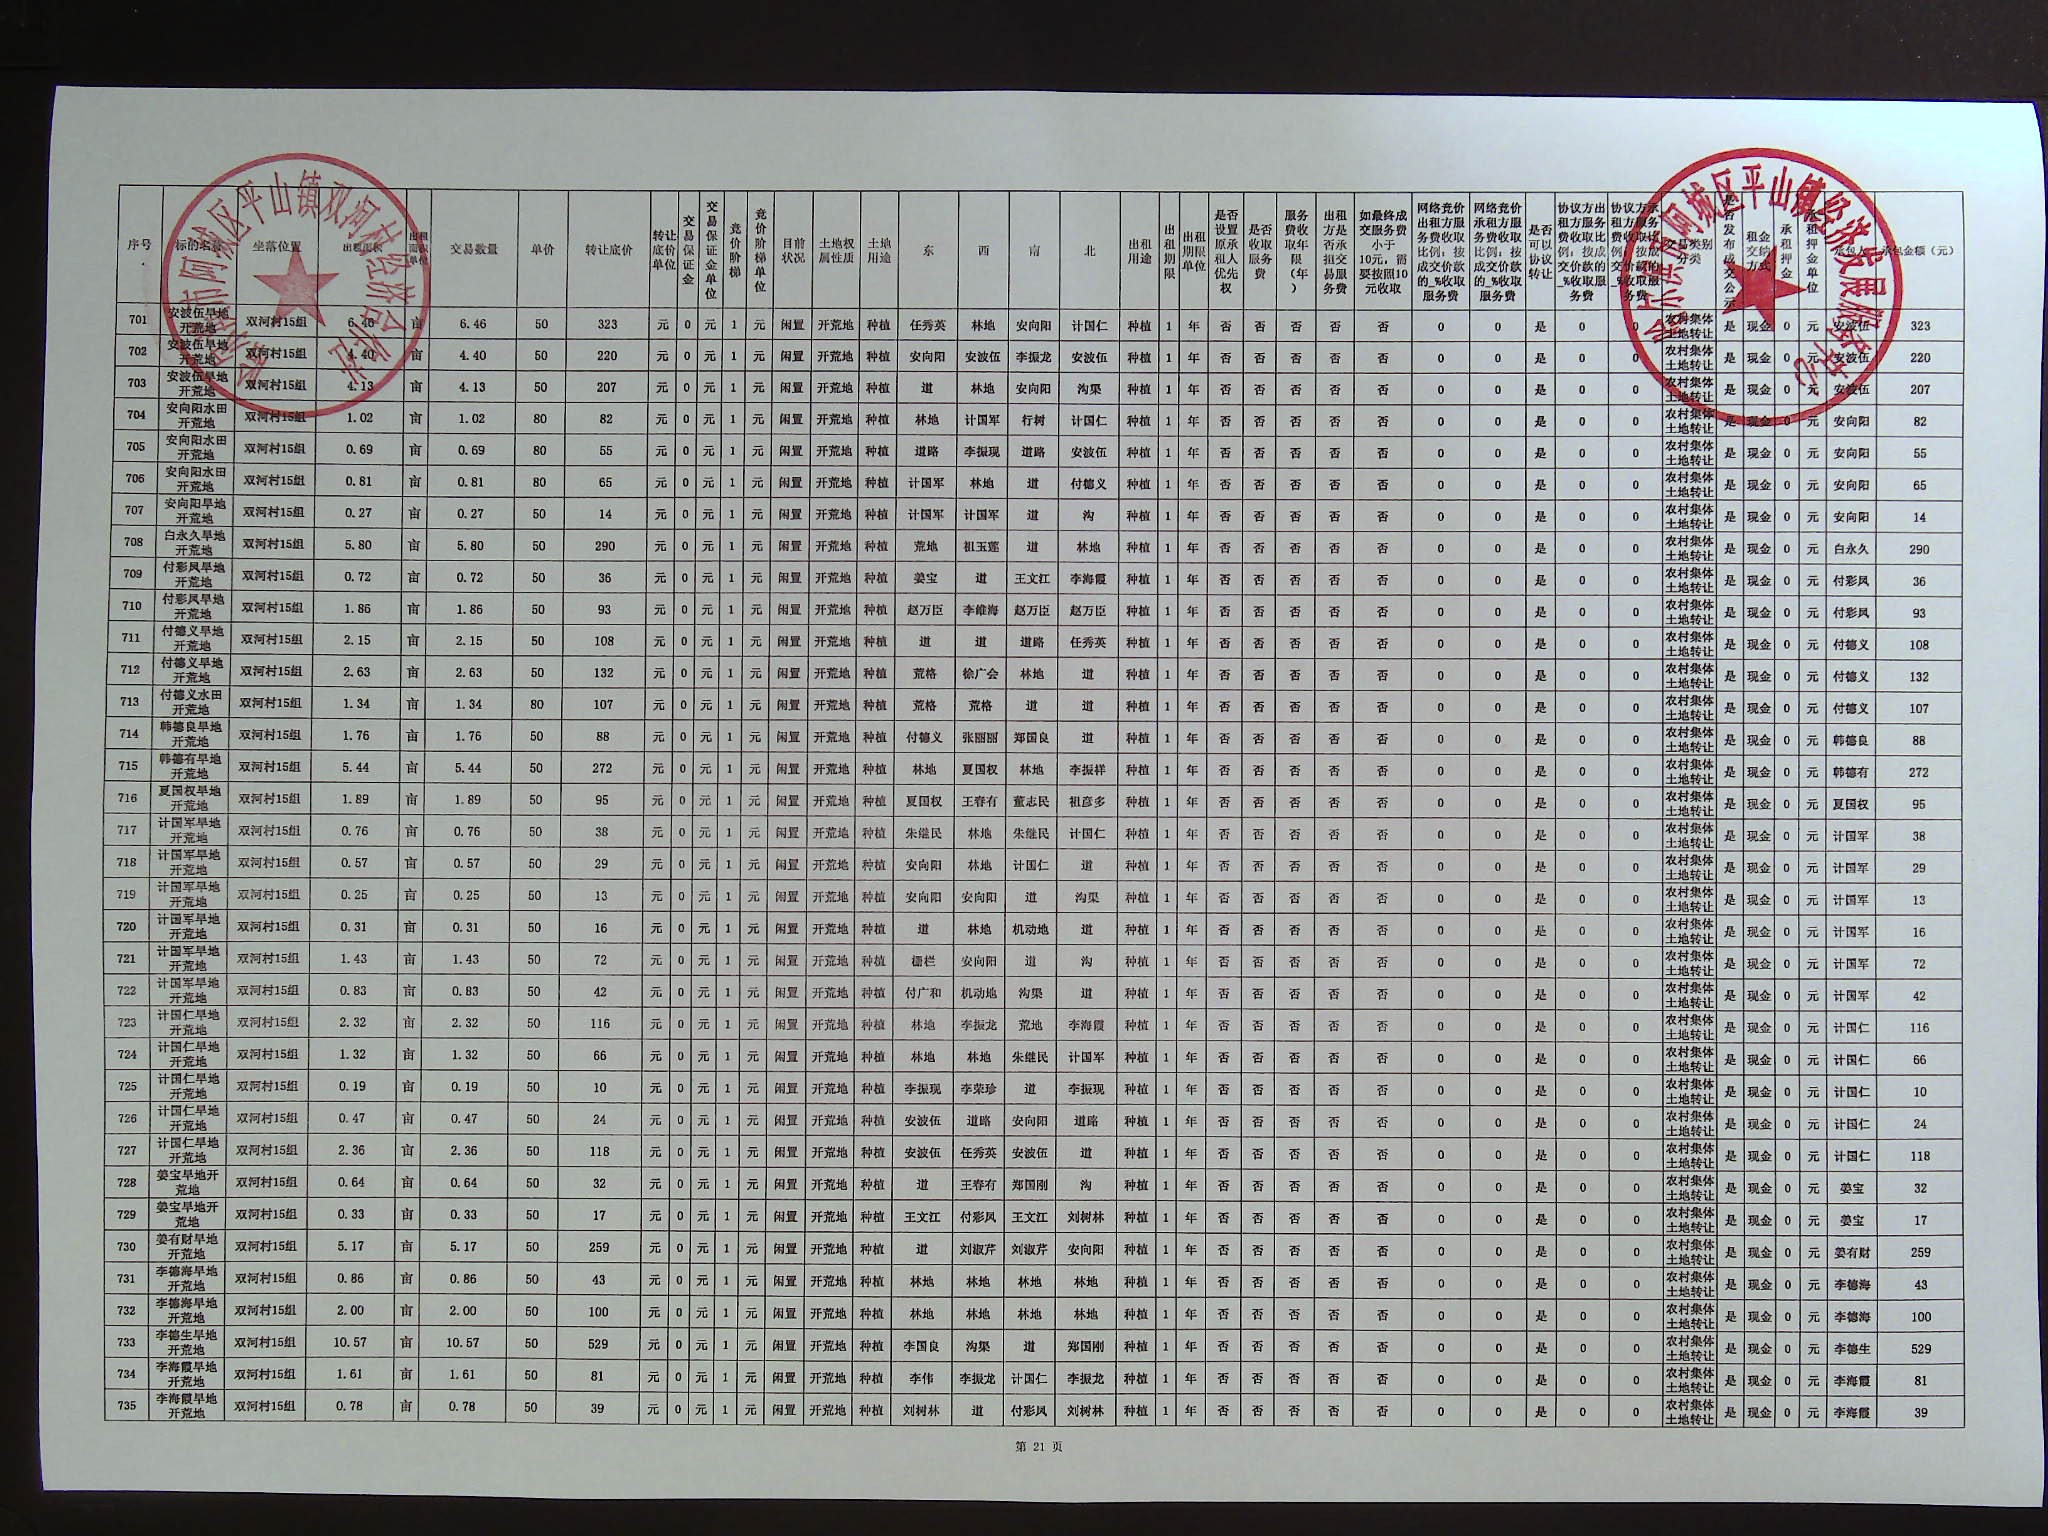 序号 标的名称 坐落位置 出租面积 出租面积单位 交易数量 单价 转让底价 转让底价单位 交易保证金 交易保证金单位 竞价阶梯 竞价阶梯单位 目前状况 土地权属性质 土地用途 东 西 南 北 出租用途 出租期限 出租期限单位 是否设置原承租人优先权 是否收取服务费 服务费收取年限（年） 出租方是否承担交易服务费 如最终成交服务费小于10元，需要按照10元收取 网络竞价出租方服务费收取比例：按成交价款的_%收取服务费 网络竞价承租方服务费收取比例：按成交价款的_%收取服务费 是否可以协议转让 协议方出租方服务费收取比例：按成交价款的_%收取服务费 协议方承租方服务费收取比例：按成交价款的_%收取服务费 交易类别分类 是否发布成交公示 租金交纳方式 承租押金 承租押金单位 承包人 承包金额（元）
701 安波伍旱地开荒地 双河村15组 6.46 亩 6.46 50 323 元 0 元 1 元 闲置 开荒地 种植 任秀英 林地 安向阳 计国仁 种植 1 年 否 否 否 否 否 0 0 是 0 0 农村集体土地转让 是 现金 0 元 安波伍 323
702 安波伍旱地开荒地 双河村15组 4.40 亩 4.40 50 220 元 0 元 1 元 闲置 开荒地 种植 安向阳 安波伍 李振龙 安波伍 种植 1 年 否 否 否 否 否 0 0 是 0 0 农村集体土地转让 是 现金 0 元 安波伍 220
703 安波伍旱地开荒地 双河村15组 4.13 亩 4.13 50 207 元 0 元 1 元 闲置 开荒地 种植 道 林地 安向阳 沟渠 种植 1 年 否 否 否 否 否 0 0 是 0 0 农村集体土地转让 是 现金 0 元 安波伍 207
704 安向阳水田开荒地 双河村15组 1.02 亩 1.02 80 82 元 0 元 1 元 闲置 开荒地 种植 林地 计国军 行树 计国仁 种植 1 年 否 否 否 否 否 0 0 是 0 0 农村集体土地转让 是 现金 0 元 安向阳 82
705 安向阳水田开荒地 双河村15组 0.69 亩 0.69 80 55 元 0 元 1 元 闲置 开荒地 种植 道路 李振现 道路 安波伍 种植 1 年 否 否 否 否 否 0 0 是 0 0 农村集体土地转让 是 现金 0 元 安向阳 55
706 安向阳水田开荒地 双河村15组 0.81 亩 0.81 80 65 元 0 元 1 元 闲置 开荒地 种植 计国军 林地 道 付德义 种植 1 年 否 否 否 否 否 0 0 是 0 0 农村集体土地转让 是 现金 0 元 安向阳 65
707 安向阳旱地开荒地 双河村15组 0.27 亩 0.27 50 14 元 0 元 1 元 闲置 开荒地 种植 计国军 计国军 道 沟 种植 1 年 否 否 否 否 否 0 0 是 0 0 农村集体土地转让 是 现金 0 元 安向阳 14
708 白永久旱地开荒地 双河村15组 5.80 亩 5.80 50 290 元 0 元 1 元 闲置 开荒地 种植 荒地 祖玉莲 道 林地 种植 1 年 否 否 否 否 否 0 0 是 0 0 农村集体土地转让 是 现金 0 元 白永久 290
709 付彩凤旱地开荒地 双河村15组 0.72 亩 0.72 50 36 元 0 元 1 元 闲置 开荒地 种植 姜宝 道 王文江 李海霞 种植 1 年 否 否 否 否 否 0 0 是 0 0 农村集体土地转让 是 现金 0 元 付彩凤 36
710 付彩凤旱地开荒地 双河村15组 1.86 亩 1.86 50 93 元 0 元 1 元 闲置 开荒地 种植 赵万臣 李维海 赵万臣 赵万臣 种植 1 年 否 否 否 否 否 0 0 是 0 0 农村集体土地转让 是 现金 0 元 付彩凤 93
711 付德义旱地开荒地 双河村15组 2.15 亩 2.15 50 108 元 0 元 1 元 闲置 开荒地 种植 道 道 道路 任秀英 种植 1 年 否 否 否 否 否 0 0 是 0 0 农村集体土地转让 是 现金 0 元 付德义 108
712 付德义旱地开荒地 双河村15组 2.63 亩 2.63 50 132 元 0 元 1 元 闲置 开荒地 种植 荒格 徐广会 林地 道 种植 1 年 否 否 否 否 否 0 0 是 0 0 农村集体土地转让 是 现金 0 元 付德义 132
713 付德义水田开荒地 双河村15组 1.34 亩 1.34 80 107 元 0 元 1 元 闲置 开荒地 种植 荒格 荒格 道 道 种植 1 年 否 否 否 否 否 0 0 是 0 0 农村集体土地转让 是 现金 0 元 付德义 107
714 韩德良旱地开荒地 双河村15组 1.76 亩 1.76 50 88 元 0 元 1 元 闲置 开荒地 种植 付德义 张丽丽 郑国良 道 种植 1 年 否 否 否 否 否 0 0 是 0 0 农村集体土地转让 是 现金 0 元 韩德良 88
715 韩德有旱地开荒地 双河村15组 5.44 亩 5.44 50 272 元 0 元 1 元 闲置 开荒地 种植 林地 夏国权 林地 李振祥 种植 1 年 否 否 否 否 否 0 0 是 0 0 农村集体土地转让 是 现金 0 元 韩德有 272
716 夏国权旱地开荒地 双河村15组 1.89 亩 1.89 50 95 元 0 元 1 元 闲置 开荒地 种植 夏国权 王春有 董志民 祖彦多 种植 1 年 否 否 否 否 否 0 0 是 0 0 农村集体土地转让 是 现金 0 元 夏国权 95
717 计国军旱地开荒地 双河村15组 0.76 亩 0.76 50 38 元 0 元 1 元 闲置 开荒地 种植 朱继民 林地 朱继民 计国仁 种植 1 年 否 否 否 否 否 0 0 是 0 0 农村集体土地转让 是 现金 0 元 计国军 38
718 计国军旱地开荒地 双河村15组 0.57 亩 0.57 50 29 元 0 元 1 元 闲置 开荒地 种植 安向阳 林地 计国仁 道 种植 1 年 否 否 否 否 否 0 0 是 0 0 农村集体土地转让 是 现金 0 元 计国军 29
719 计国军旱地开荒地 双河村15组 0.25 亩 0.25 50 13 元 0 元 1 元 闲置 开荒地 种植 安向阳 安向阳 道 沟渠 种植 1 年 否 否 否 否 否 0 0 是 0 0 农村集体土地转让 是 现金 0 元 计国军 13
720 计国军旱地开荒地 双河村15组 0.31 亩 0.31 50 16 元 0 元 1 元 闲置 开荒地 种植 道 林地 机动地 道 种植 1 年 否 否 否 否 否 0 0 是 0 0 农村集体土地转让 是 现金 0 元 计国军 16
721 计国军旱地开荒地 双河村15组 1.43 亩 1.43 50 72 元 0 元 1 元 闲置 开荒地 种植 栅栏 安向阳 道 沟 种植 1 年 否 否 否 否 否 0 0 是 0 0 农村集体土地转让 是 现金 0 元 计国军 72
722 计国军旱地开荒地 双河村15组 0.83 亩 0.83 50 42 元 0 元 1 元 闲置 开荒地 种植 付广和 机动地 沟渠 道 种植 1 年 否 否 否 否 否 0 0 是 0 0 农村集体土地转让 是 现金 0 元 计国军 42
723 计国仁旱地开荒地 双河村15组 2.32 亩 2.32 50 116 元 0 元 1 元 闲置 开荒地 种植 林地 李振龙 荒地 李海霞 种植 1 年 否 否 否 否 否 0 0 是 0 0 农村集体土地转让 是 现金 0 元 计国仁 116
724 计国仁旱地开荒地 双河村15组 1.32 亩 1.32 50 66 元 0 元 1 元 闲置 开荒地 种植 林地 林地 朱继民 计国军 种植 1 年 否 否 否 否 否 0 0 是 0 0 农村集体土地转让 是 现金 0 元 计国仁 66
725 计国仁旱地开荒地 双河村15组 0.19 亩 0.19 50 10 元 0 元 1 元 闲置 开荒地 种植 李振现 李荣珍 道 李振现 种植 1 年 否 否 否 否 否 0 0 是 0 0 农村集体土地转让 是 现金 0 元 计国仁 10
726 计国仁旱地开荒地 双河村15组 0.47 亩 0.47 50 24 元 0 元 1 元 闲置 开荒地 种植 安波伍 道路 安向阳 道路 种植 1 年 否 否 否 否 否 0 0 是 0 0 农村集体土地转让 是 现金 0 元 计国仁 24
727 计国仁旱地开荒地 双河村15组 2.36 亩 2.36 50 118 元 0 元 1 元 闲置 开荒地 种植 安波伍 任秀英 安波伍 道 种植 1 年 否 否 否 否 否 0 0 是 0 0 农村集体土地转让 是 现金 0 元 计国仁 118
728 姜宝旱地开荒地 双河村15组 0.64 亩 0.64 50 32 元 0 元 1 元 闲置 开荒地 种植 道 王春有 郑国刚 沟 种植 1 年 否 否 否 否 否 0 0 是 0 0 农村集体土地转让 是 现金 0 元 姜宝 32
729 姜宝旱地开荒地 双河村15组 0.33 亩 0.33 50 17 元 0 元 1 元 闲置 开荒地 种植 王文江 付彩凤 王文江 刘树林 种植 1 年 否 否 否 否 否 0 0 是 0 0 农村集体土地转让 是 现金 0 元 姜宝 17
730 姜有财旱地开荒地 双河村15组 5.17 亩 5.17 50 259 元 0 元 1 元 闲置 开荒地 种植 道 刘淑芹 刘淑芹 安向阳 种植 1 年 否 否 否 否 否 0 0 是 0 0 农村集体土地转让 是 现金 0 元 姜有财 259
731 李德海旱地开荒地 双河村15组 0.86 亩 0.86 50 43 元 0 元 1 元 闲置 开荒地 种植 林地 林地 林地 林地 种植 1 年 否 否 否 否 否 0 0 是 0 0 农村集体土地转让 是 现金 0 元 李德海 43
732 李德海旱地开荒地 双河村15组 2.00 亩 2.00 50 100 元 0 元 1 元 闲置 开荒地 种植 林地 林地 林地 林地 种植 1 年 否 否 否 否 否 0 0 是 0 0 农村集体土地转让 是 现金 0 元 李德海 100
733 李德生旱地开荒地 双河村15组 10.57 亩 10.57 50 529 元 0 元 1 元 闲置 开荒地 种植 李国良 沟渠 道 郑国刚 种植 1 年 否 否 否 否 否 0 0 是 0 0 农村集体土地转让 是 现金 0 元 李德生 529
734 李海霞旱地开荒地 双河村15组 1.61 亩 1.61 50 81 元 0 元 1 元 闲置 开荒地 种植 李伟 李振龙 计国仁 李振龙 种植 1 年 否 否 否 否 否 0 0 是 0 0 农村集体土地转让 是 现金 0 元 李海霞 81
735 李海霞旱地开荒地 双河村15组 0.78 亩 0.78 50 39 元 0 元 1 元 闲置 开荒地 种植 刘树林 道 付彩凤 刘树林 种植 1 年 否 否 否 否 否 0 0 是 0 0 农村集体土地转让 是 现金 0 元 李海霞 39
第 21 页
哈尔滨市阿城区平山镇双河村经济合作社
哈尔滨市阿城区平山镇经济发展服务中心